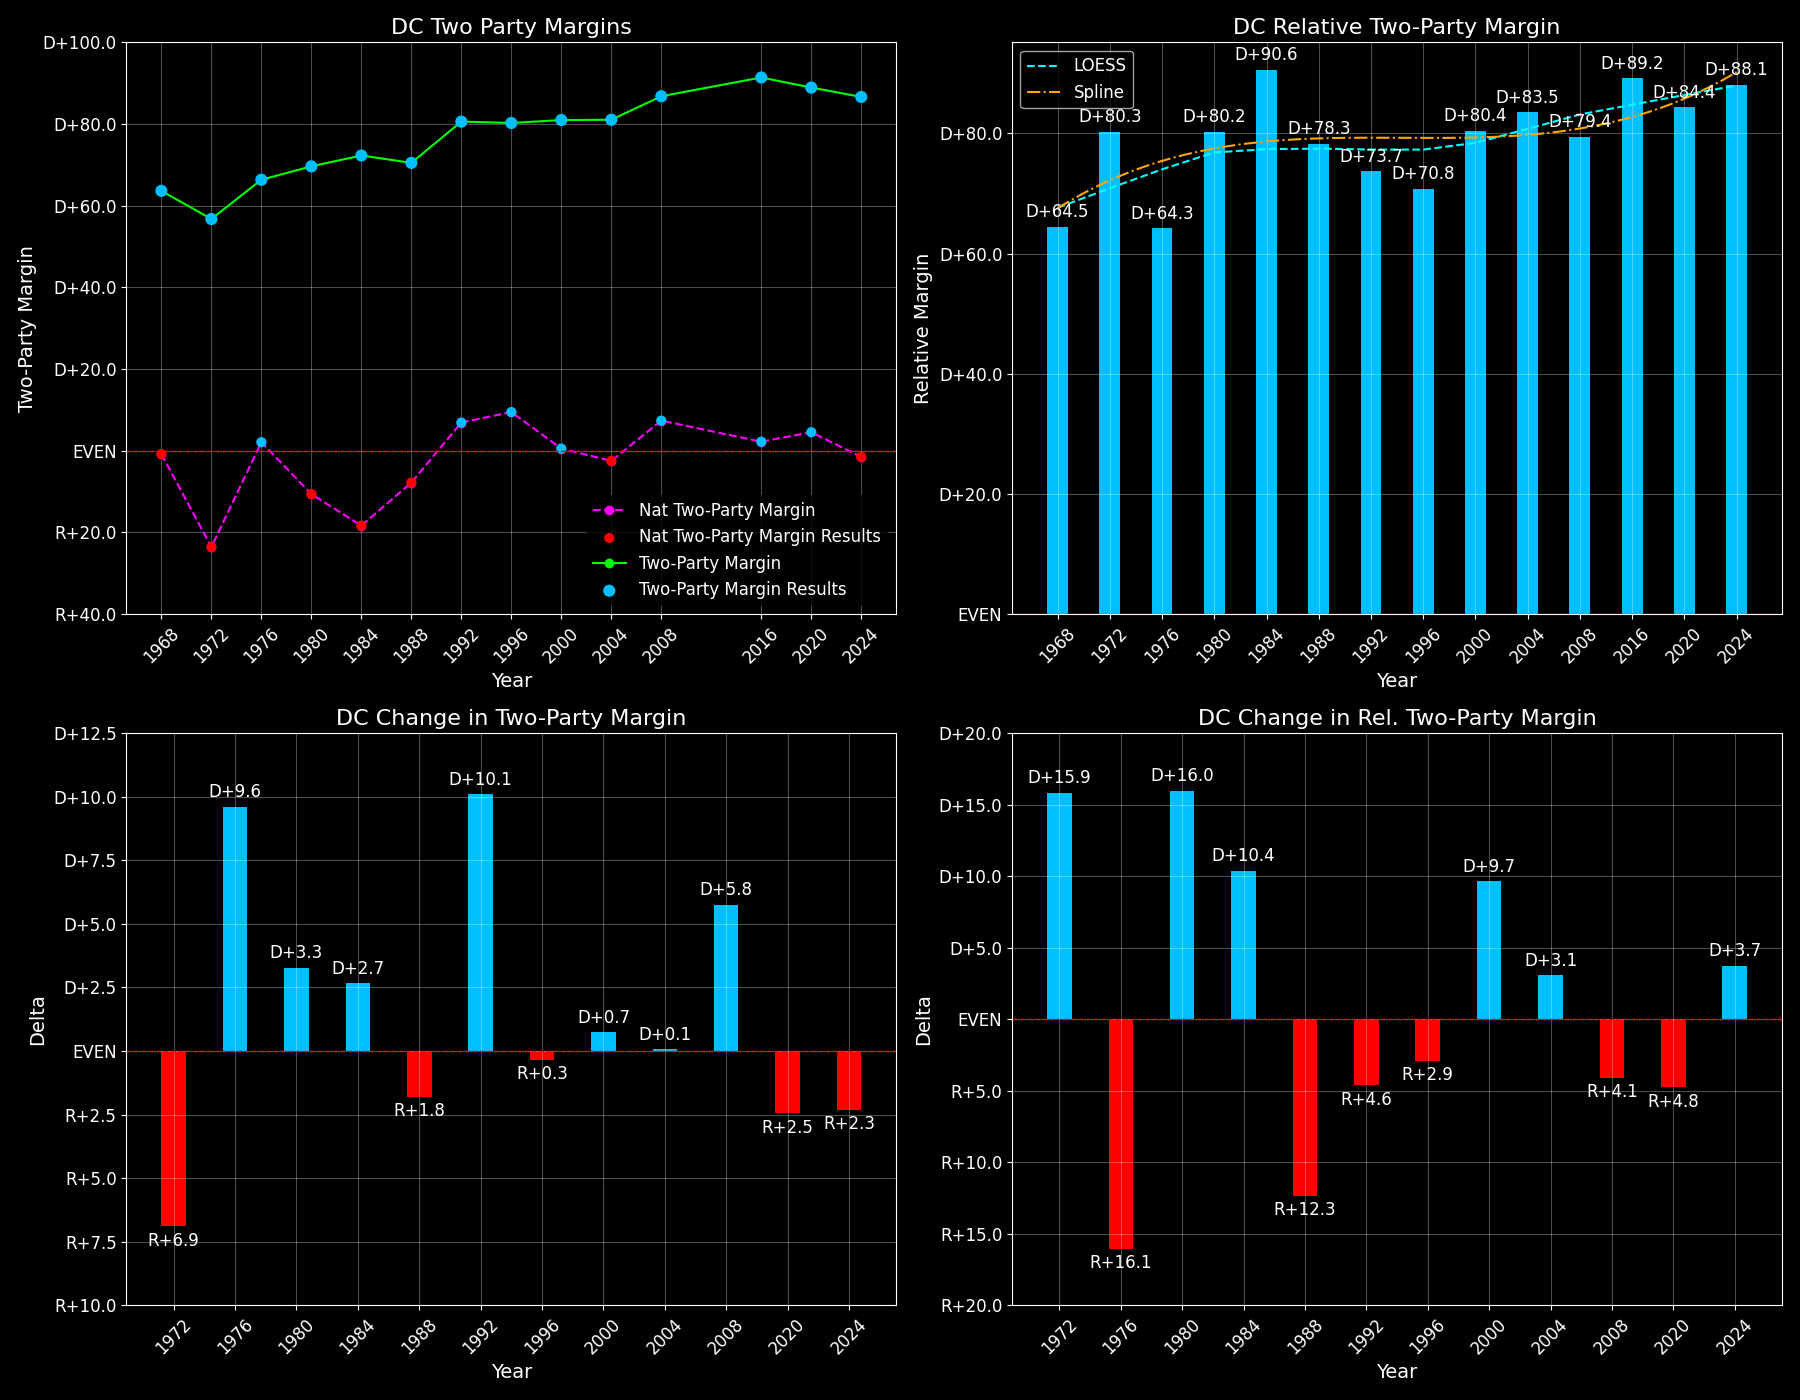 DC Two Party Margins
D+100.0
D+80.0
D+60.0
D+40.0
D+20.0
EVEN
R+20.0
R+40.0
Two-Party Margin
Nat Two-Party Margin
Nat Two-Party Margin Results
Two-Party Margin
Two-Party Margin Results
1968 1972 1976 1980 1984 1988 1992 1996 2000 2004 2008 2016 2020 2024
Year
DC Relative Two-Party Margin
LOESS
Spline
D+80.0
D+60.0
D+40.0
D+20.0
EVEN
Relative Margin
D+64.5 D+80.3 D+64.3 D+80.2 D+90.6 D+78.3 D+73.7 D+70.8 D+80.4 D+83.5 D+79.4 D+89.2 D+84.4 D+88.1
1968 1972 1976 1980 1984 1988 1992 1996 2000 2004 2008 2016 2020 2024
Year
DC Change in Two-Party Margin
D+12.5
D+10.0
D+7.5
D+5.0
D+2.5
EVEN
R+2.5
R+5.0
R+7.5
R+10.0
Delta
R+6.9 D+9.6 D+3.3 D+2.7 R+1.8 D+10.1 R+0.3 D+0.7 D+0.1 D+5.8 R+2.5 R+2.3
1972 1976 1980 1984 1988 1992 1996 2000 2004 2008 2020 2024
Year
DC Change in Rel. Two-Party Margin
D+20.0
D+15.0
D+10.0
D+5.0
EVEN
R+5.0
R+10.0
R+15.0
R+20.0
Delta
D+15.9 R+16.1 D+16.0 D+10.4 R+12.3 R+4.6 R+2.9 D+9.7 D+3.1 R+4.1 R+4.8 D+3.7
1972 1976 1980 1984 1988 1992 1996 2000 2004 2008 2020 2024
Year